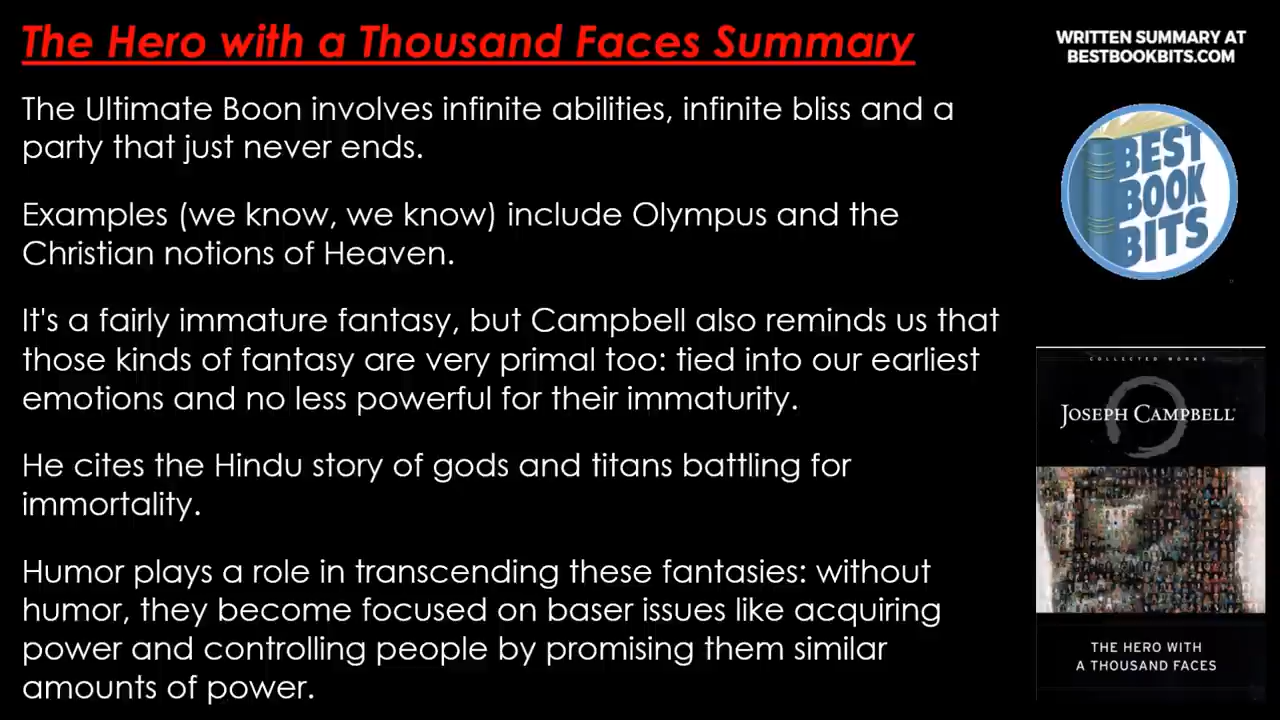 The Hero with a Thousand Faces Summary
The Ultimate Boon involves infinite abilities, infinite bliss and a
party that just never ends.
Examples (we know, we know) include Olympus and the
Christian notions of Heaven.
It's a fairly immature fantasy, but Campbell also reminds us that
those kinds of fantasy are very primal too: tied into our earliest
emotions and no less powerful for their immaturity.
He cites the Hindu story of gods and titans battling for
immortality.
Humor plays a role in transcending these fantasies: without
humor, they become focused on baser issues like acquiring
power and controlling people by promising them similar
amounts of power.
WRITTEN SUMMARY AT
BESTBOOKBITS.COM
BEST
BOOK
BITS
COLLECTED WORKS
JOSEPH CAMPBELL
THE HERO WITH
A THOUSAND FACES